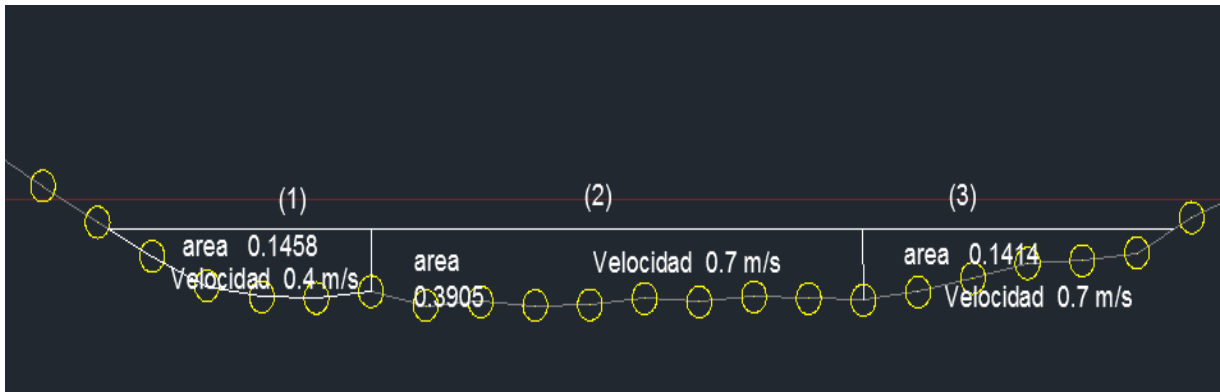 (1)
(2)
(3)
area 0.1458
Velocidad 0.4 m/s
area
0.3905
Velocidad 0.7 m/s
area 0.1414
Velocidad 0.7 m/s